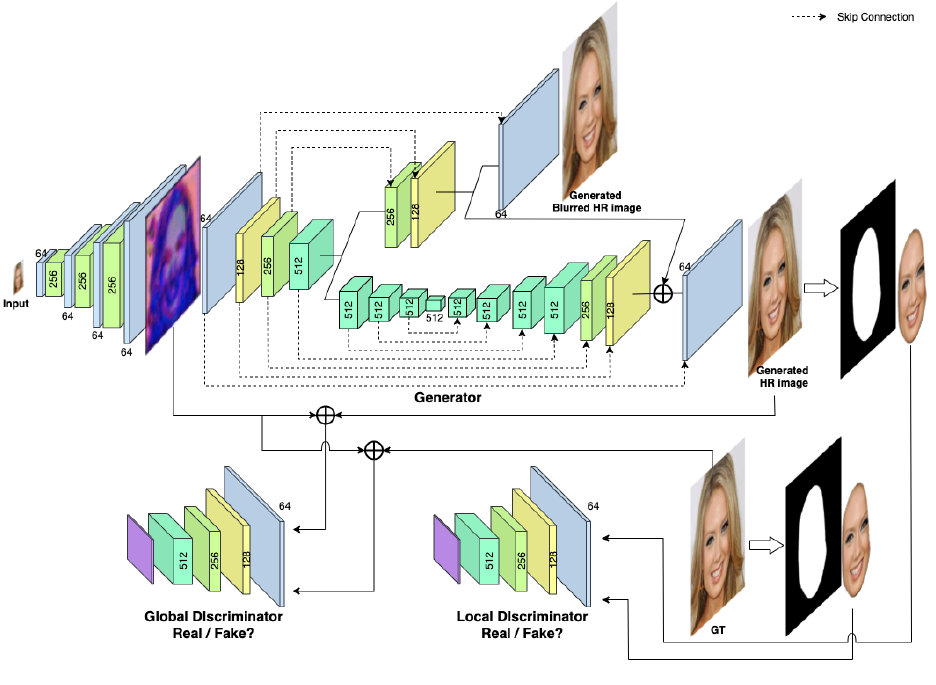 Skip Connection
Generated
Blurred HR image
64
256
128
64
64
256
256
256
64
64
64
Input
64
128
256
512
512
512
512
512
512
512
512
512
256
128
64
Generated
HR image
Generator
64
512
256
128
64
512
256
128
GT
Global Discriminator
Real / Fake?
Local Discriminator
Real / Fake?